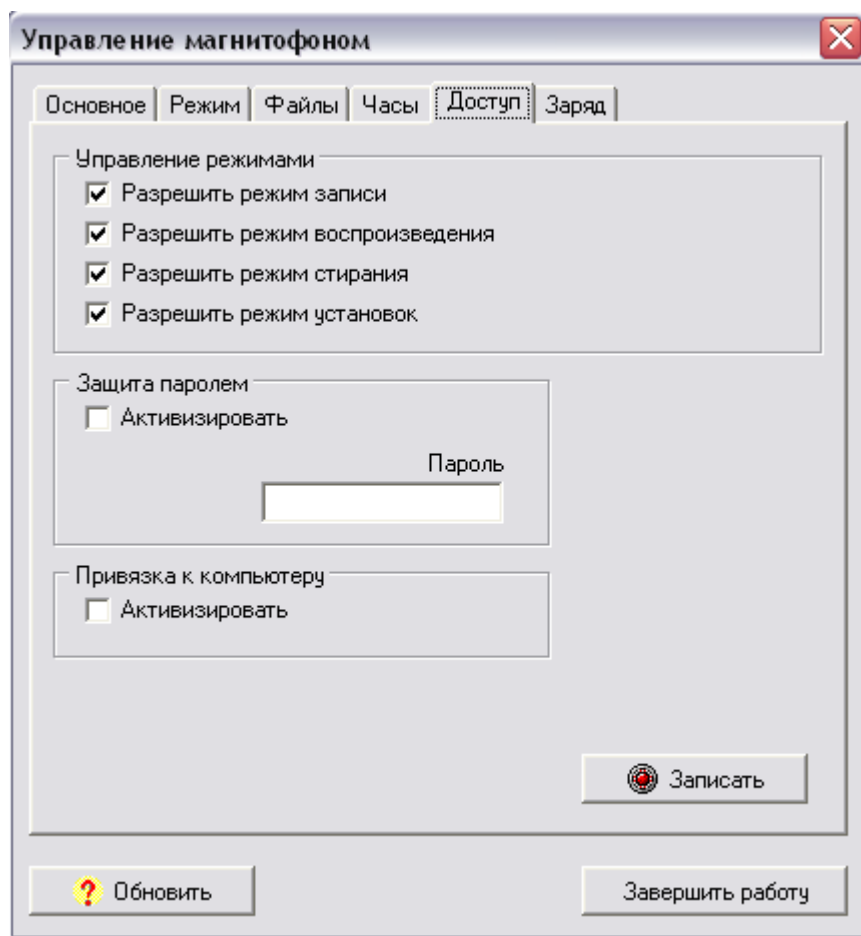 Управление магнитофоном
Основное Режим Файлы Часы Доступ Заряд
Управление режимами
Разрешить режим записи
Разрешить режим воспроизведения
Разрешить режим стирания
Разрешить режим установок
Защита паролем
Активизировать
Пароль
Привязка к компьютеру
Активизировать
Записать
? Обновить
Завершить работу